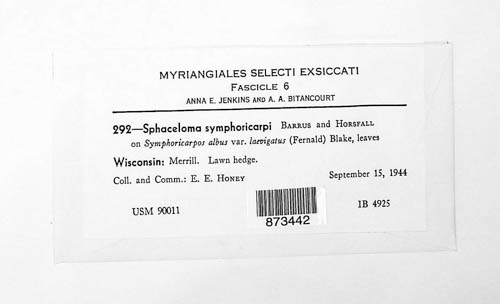 MYRIANGIALES SELECTI EXSICCATI
FASCICLE 6
ANNA E. JENKINS AND A. A. BITANCOURT
292—Sphaceloma symphoricarpi BARRUS and HORSFALL
on Symphoricarpos albus var. laevigatus (Fernald) Blake, leaves
Wisconsin: Merrill. Lawn hedge.
Coll. and Comm.: E. E. HONEY September 15, 1944
USM 90011 IB 4925
873442